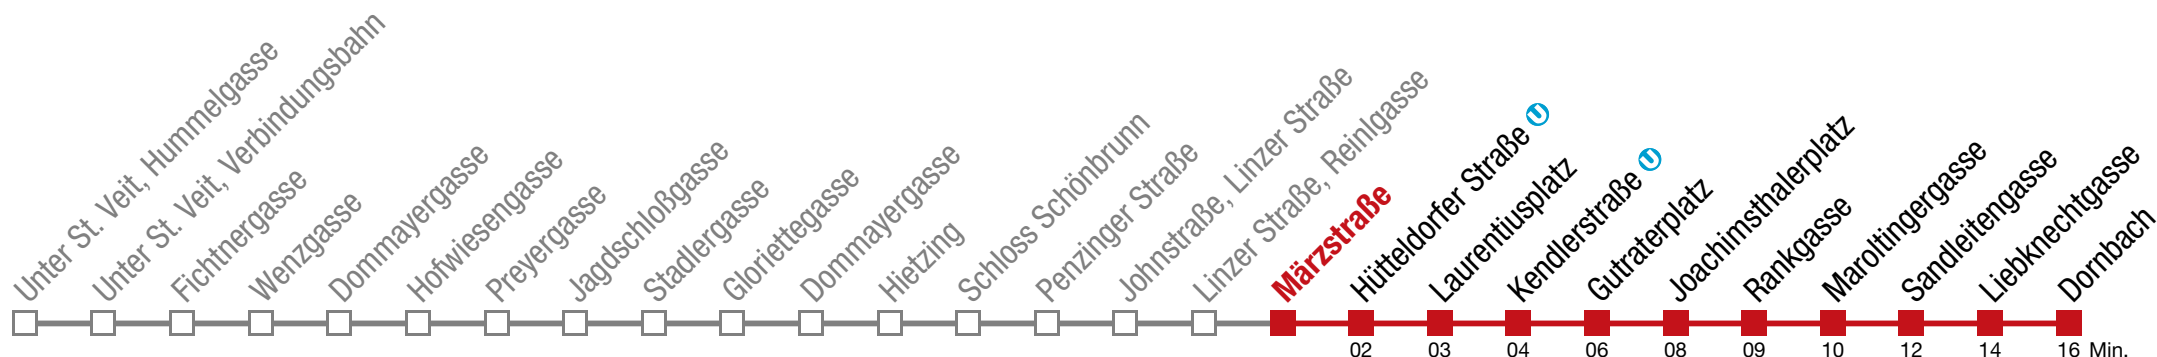 Unter St. Veit, Hummelgasse
Unter St. Veit, Verbindungsbahn
Fichtnergasse
Wenzgasse
Dommayergasse
Hofwiesengasse
Preyergasse
Jagdschloßgasse
Stadlergasse
Gloriettegasse
Dommayergasse
Hietzing
Schloss Schönbrunn
Penzinger Straße
Johnstraße, Linzer Straße
Linzer Straße, Reinlgasse
Märzstraße
Hütteldorfer Straße U
Laurentiusplatz
Kendlerstraße U
Gutraterplatz
Joachimsthalerplatz
Rankgasse
Maroltingergasse
Sandleitengasse
Liebknechtgasse
Dornbach
02 03 04 06 08 09 10 12 14 16 Min.